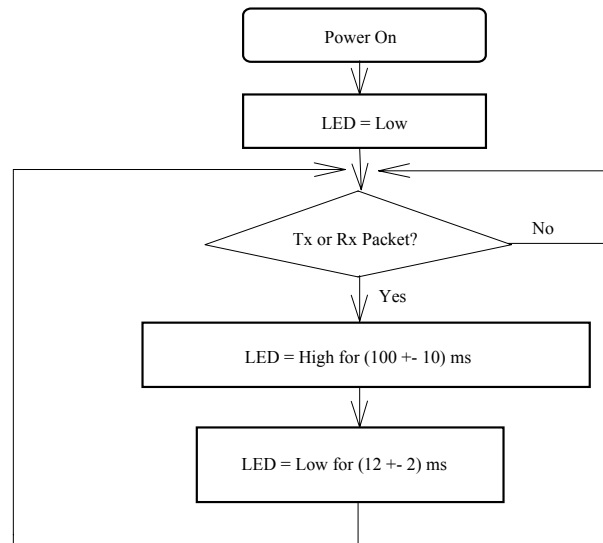 Power On
LED = Low
Tx or Rx Packet?
No
Yes
LED = High for (100 +- 10) ms
LED = Low for (12 +- 2) ms